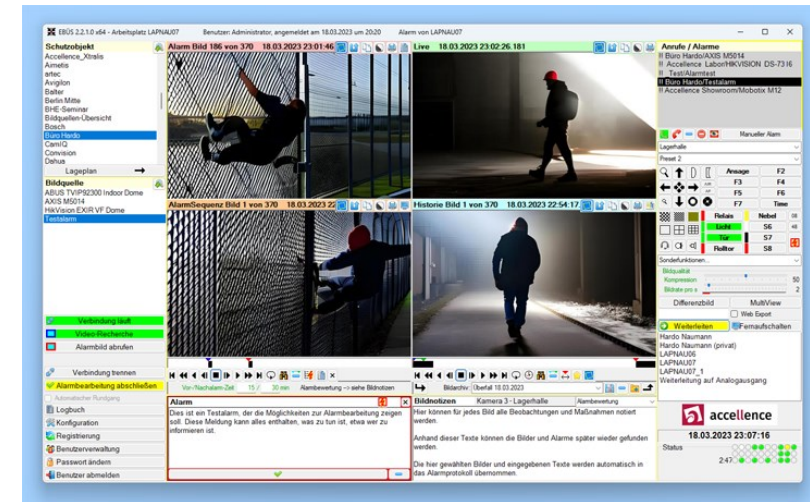 EBÜS 2.2.1.0 x64 - Arbeitsplatz LAPNAU07 Benutzer: Administrator, angemeldet am 18.03.2023 um 20:20 Alarm von LAPNAU07
Schutzobjekt
Accellence_Xtralis
Aimetis
artec
Avigilon
Balter
Berlin Mitte
BHE-Seminar
Bildquellen-Übersicht
Bosch
Büro Hardo
CamIQ
Convision
Dahua
Lageplan
Bildquelle
ABUS TVIP92300 Indoor Dome
AXIS M5014
HikVision EXIR VF Dome
Testalarm
Verbindung läuft
Video-Recherche
Alarmbild abrufen
Verbindung trennen
Alarmbearbeitung abschließen
Automatischer Rundgang
Logbuch
Konfiguration
Registrierung
Benutzerverwaltung
Passwort ändern
Benutzer abmelden
Alarm Bild 186 von 370 18.03.2023 23:01:46
Live 18.03.2023 23:02:26.181
AlarmSequenz Bild 1 von 370 18.03.2023
Historie Bild 1 von 370 18.03.2023 22:54:17
Vor-/Nachalarm-Zeit 15 / 30 min Alambewertung --> siehe Bildnotizen
Alarm
Dies ist ein Testalarm, der die Möglichkeiten zur Alarmbearbeitung zeigen
soll. Diese Meldung kann alles enthalten, was zu tun ist, etwa wer zu
informieren ist.
Bildarchiv: Überfall 18.03.2023
Bildnotizen Kamera 3 - Lagerhalle Alarmbewertung
Hier können für jedes Bild alle Beobachtungen und Maßnahmen notiert
werden.
Anhand dieser Texte können die Bilder und Alarme später wieder gefunden
werden.
Die hier gewählten Bilder und eingegebenen Texte werden automatisch in
das Alarmprotokoll übernommen.
Anrufe / Alarme
!! Büro Hardo/AXIS M5014
!! Accellence Labor/HIKVISION DS-7316
!! _Test/Alarmtest
!! Büro Hardo/Testalarm
!! Accellence Showroom/Mobotix M12
Manueller Alarm
Lagerhalle
Preset 2
Ansage F2
F3 F4
F5 F6
F7 Time
Relais Nebel
Licht S6
Tür S7
Rolltor S8
Sonderfunktionen...
Bildqualität
Kompression 50
Bildrate pro s 2
Differenzbild MultiView
Web Export
Weiterleiten Fernaufschalten
Hardo Naumann
Hardo Naumann (privat)
LAPNAU06
LAPNAU07
LAPNAU07_1
Weiterleitung auf Analogausgang
accellence
18.03.2023 23:07:16
Status
2:47